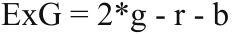 ExG = 2*g - r - b